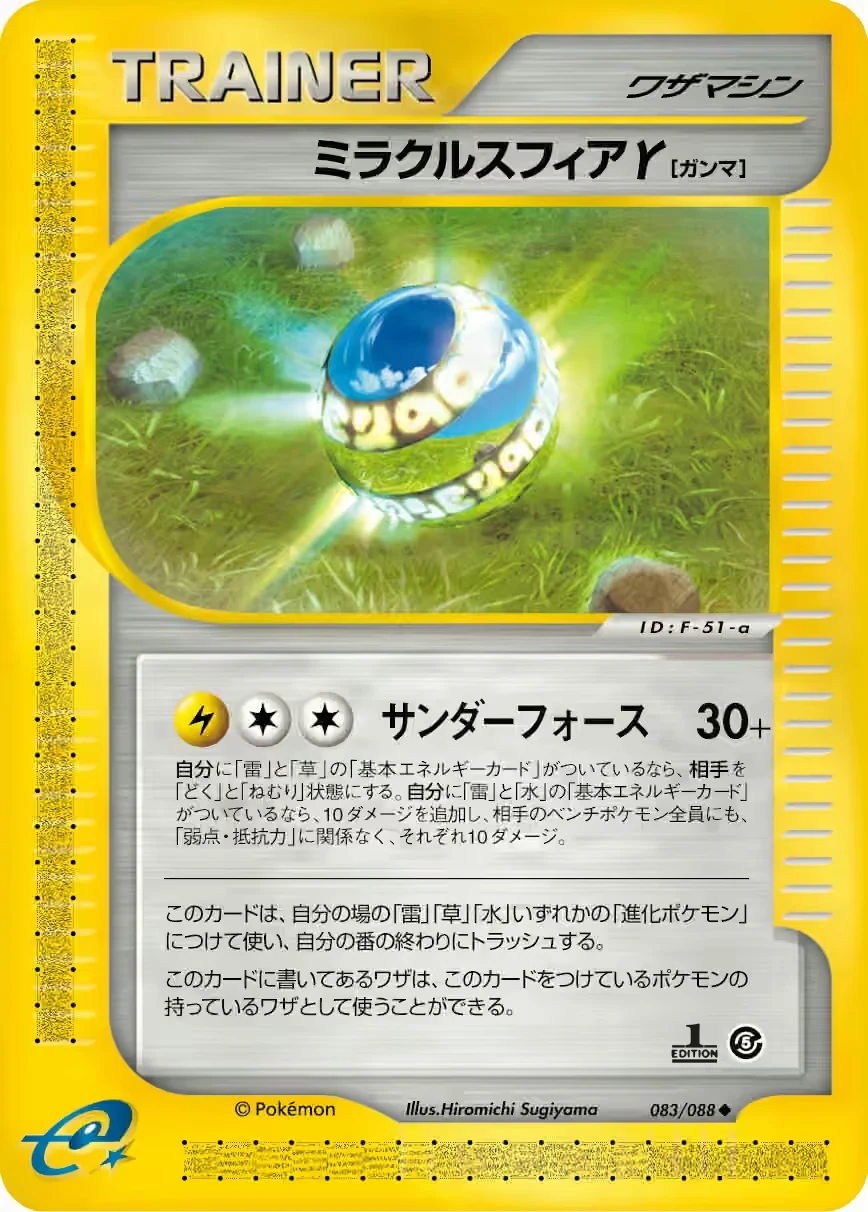 TRAINER
ワザマシン
ミラクルスフィアγ [ガンマ]
ID:F-51-a
サンダーフォース 30+
自分に「雷」と「草」の「基本エネルギーカード」がついているなら、相手を
「どく」と「ねむり」状態にする。自分に「雷」と「水」の「基本エネルギーカード」
がついているなら、10ダメージを追加し、相手のベンチポケモン全員にも、
「弱点・抵抗力」に関係なく、それぞれ10ダメージ。
このカードは、自分の場の「雷」「草」「水」いずれかの「進化ポケモン」
につけて使い、自分の番の終わりにトラッシュする。
このカードに書いてあるワザは、このカードをつけているポケモンの
持っているワザとして使うことができる。
1 EDITION 5
© Pokémon Illus.Hiromichi Sugiyama 083/088
e